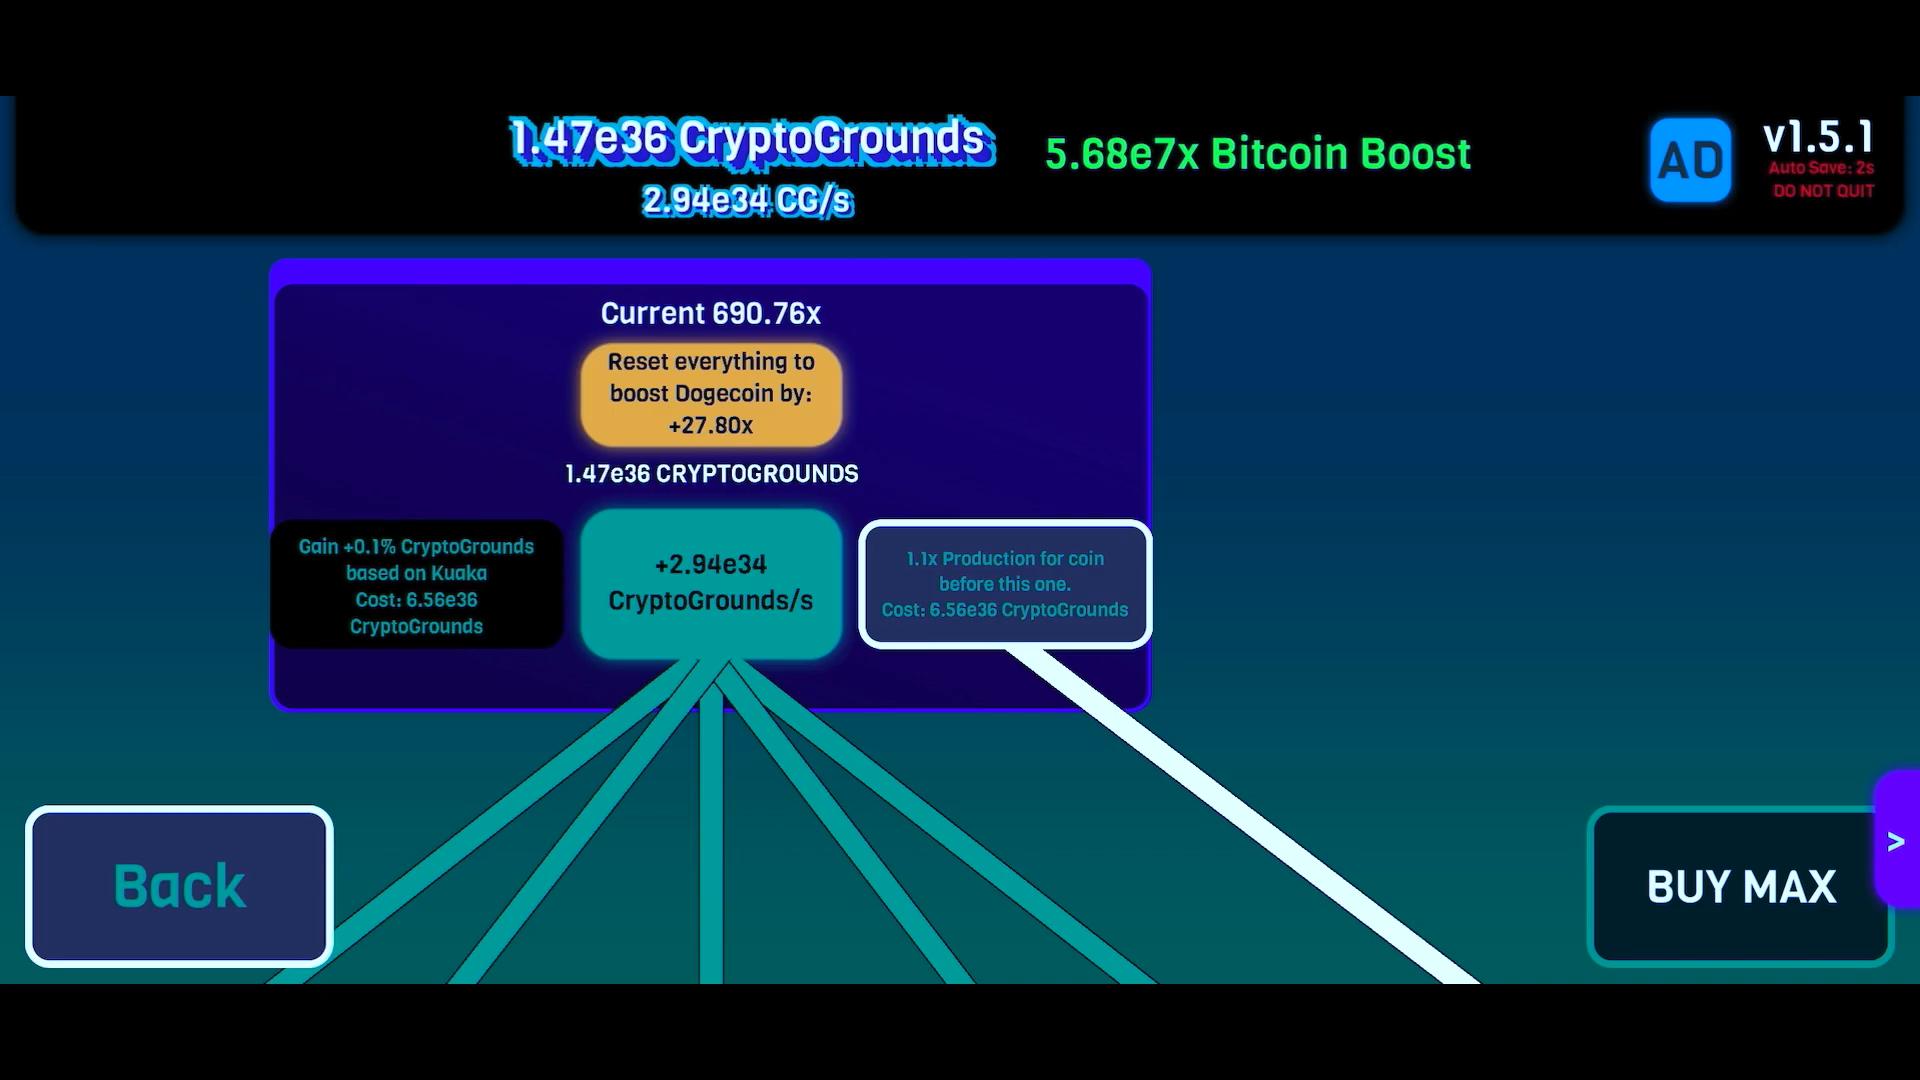 1.47e36 CryptoGrounds
2.94e34 CG/s
5.68e7x Bitcoin Boost
AD
v1.5.1
Auto Save: 2s
DO NOT QUIT
Current 690.76x
Reset everything to
boost Dogecoin by:
+27.80x
1.47e36 CRYPTOGROUNDS
Gain +0.1% CryptoGrounds
based on Kuaka
Cost: 6.56e36
CryptoGrounds
+2.94e34
CryptoGrounds/s
1.1x Production for coin
before this one.
Cost: 6.56e36 CryptoGrounds
Back
BUY MAX
>